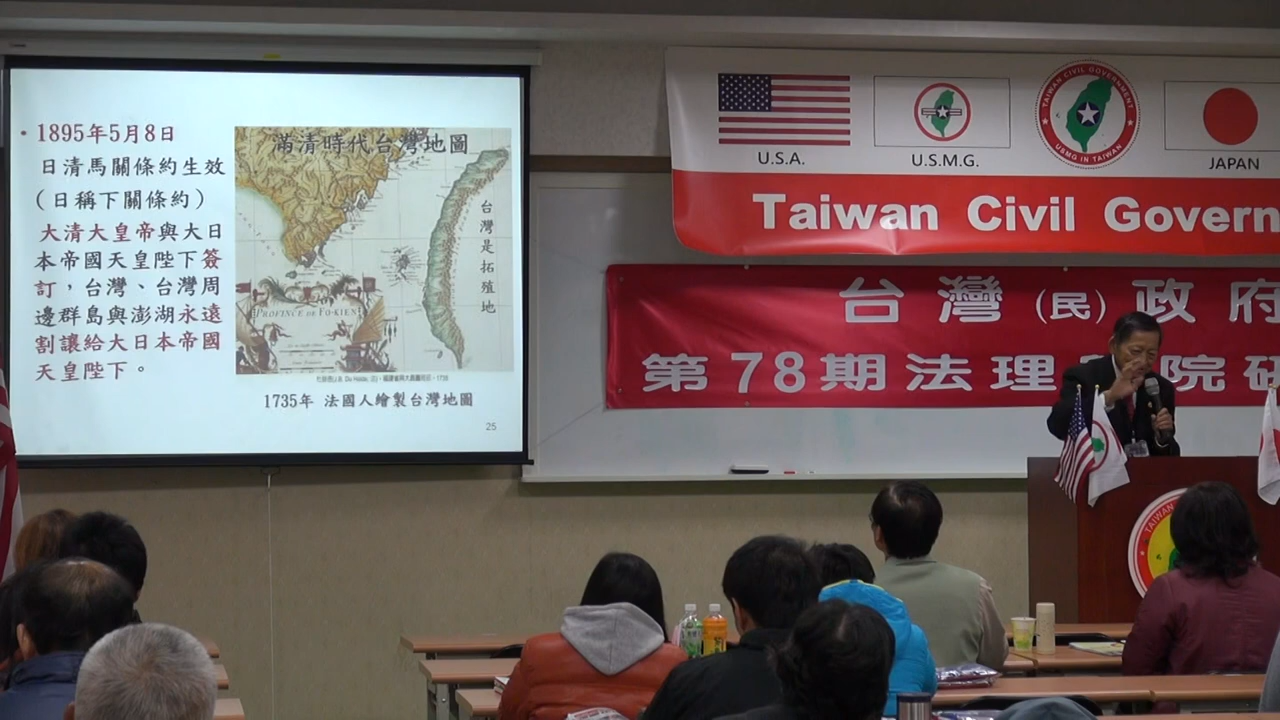 • 1895年5月8日
日清馬關條約生效
(日稱下關條約)
大清大皇帝與大日
本帝國天皇陛下簽
訂，台灣、台灣周
邊群島與澎湖永遠
割讓給大日本帝國
天皇陛下。
滿清時代台灣地圖
台灣是拓殖地
PROVINCE DE FO-KIEN
1735年 法國人繪製台灣地圖
25
U.S.A.
U.S.M.G.
TAIWAN CIVIL GOVERNMENT
USMG IN TAIWAN
JAPAN
Taiwan Civil Govern
台灣(民)政府
第78期法理
院研
TAIWAN